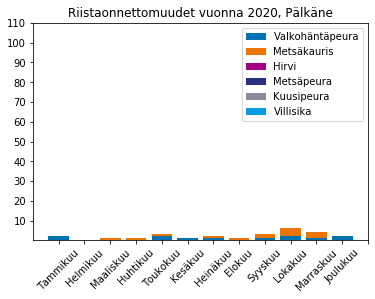 Riistaonnettomuudet vuonna 2020, Pälkäne
110
100
90
80
70
60
50
40
30
20
10
Valkohäntäpeura
Metsäkauris
Hirvi
Metsäpeura
Kuusipeura
Villisika
Tammikuu
Helmikuu
Maaliskuu
Huhtikuu
Toukokuu
Kesäkuu
Heinäkuu
Elokuu
Syyskuu
Lokakuu
Marraskuu
Joulukuu